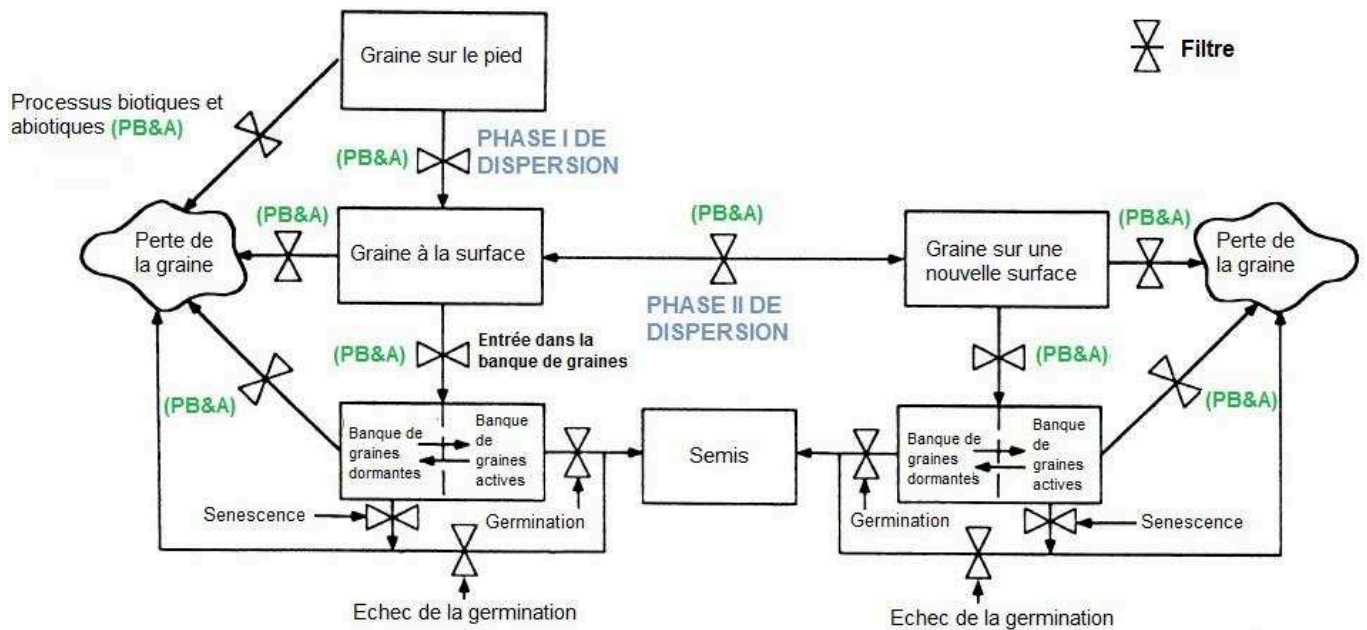 Graine sur le pied
Filtre
Processus biotiques et
abiotiques (PB&A)
(PB&A)
PHASE I DE
DISPERSION
(PB&A)
(PB&A)
(PB&A)
Perte de
la graine
Graine à la surface
Graine sur une
nouvelle surface
Perte de
la graine
PHASE II DE
DISPERSION
(PB&A)
Entrée dans la
banque de graines
(PB&A)
(PB&A)
(PB&A)
Banque de
graines
dormantes
Banque
de
graines
actives
Semis
Banque de
graines
dormantes
Banque
de
graines
actives
Senescence
Germination
Germination
Senescence
Echec de la germination
Echec de la germination